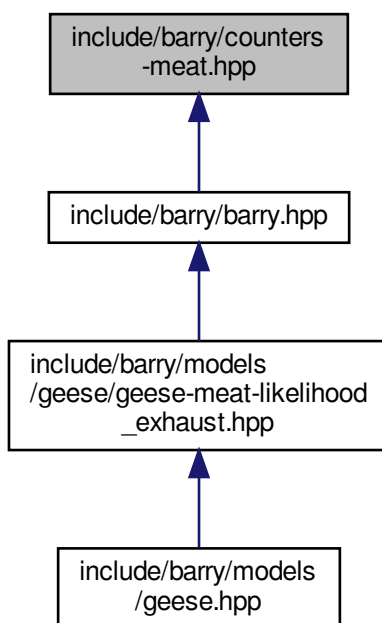 include/barry/counters
-meat.hpp
include/barry/barry.hpp
include/barry/models
/geese/geese-meat-likelihood
_exhaust.hpp
include/barry/models
/geese.hpp